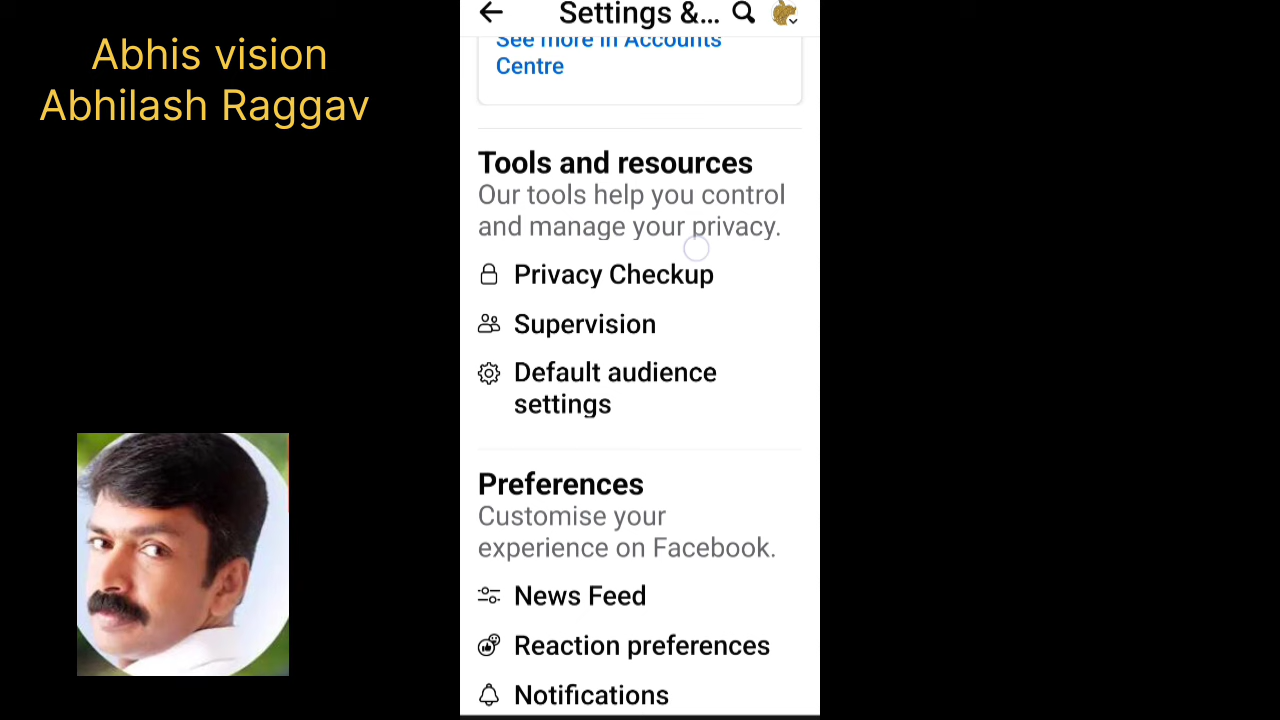 Abhis vision
Abhilash Raggav
Settings &...
See more in Accounts
Centre
Tools and resources
Our tools help you control
and manage your privacy.
Privacy Checkup
Supervision
Default audience
settings
Preferences
Customise your
experience on Facebook.
News Feed
Reaction preferences
Notifications